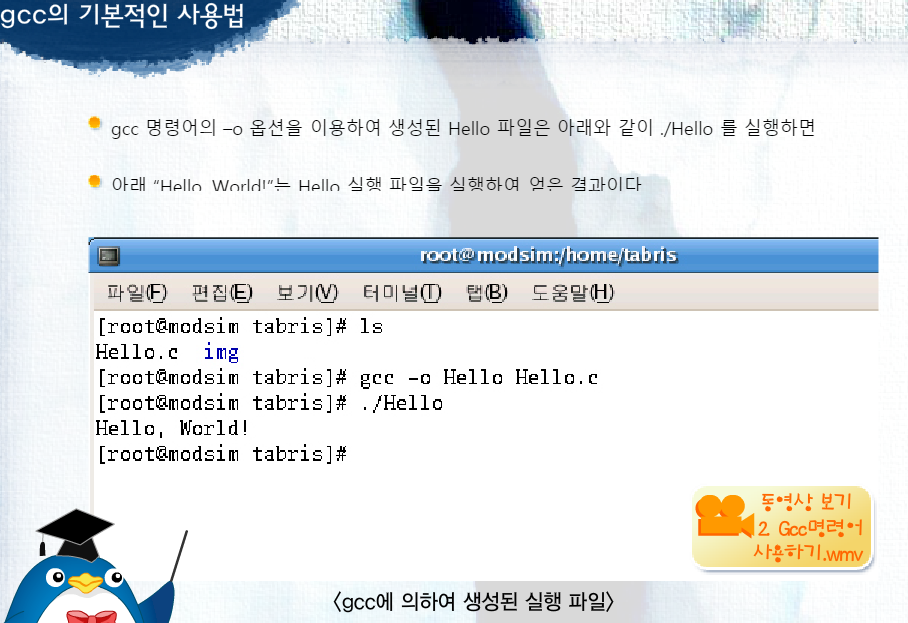 gcc의 기본적인 사용법
gcc 명령어의 –o 옵션을 이용하여 생성된 Hello 파일은 아래와 같이 ./Hello 를 실행하면
아래 “Hello, World!”는 Hello 실행 파일을 실행하여 얻은 결과이다
root@modsim:/home/tabris
파일(F) 편집(E) 보기(V) 터미널(T) 탭(B) 도움말(H)
[root@modsim tabris]# ls
Hello.c img
[root@modsim tabris]# gcc -o Hello Hello.c
[root@modsim tabris]# ./Hello
Hello, World!
[root@modsim tabris]#
동영상 보기
2. Gcc명령어
사용하기.wmv
〈gcc에 의하여 생성된 실행 파일〉